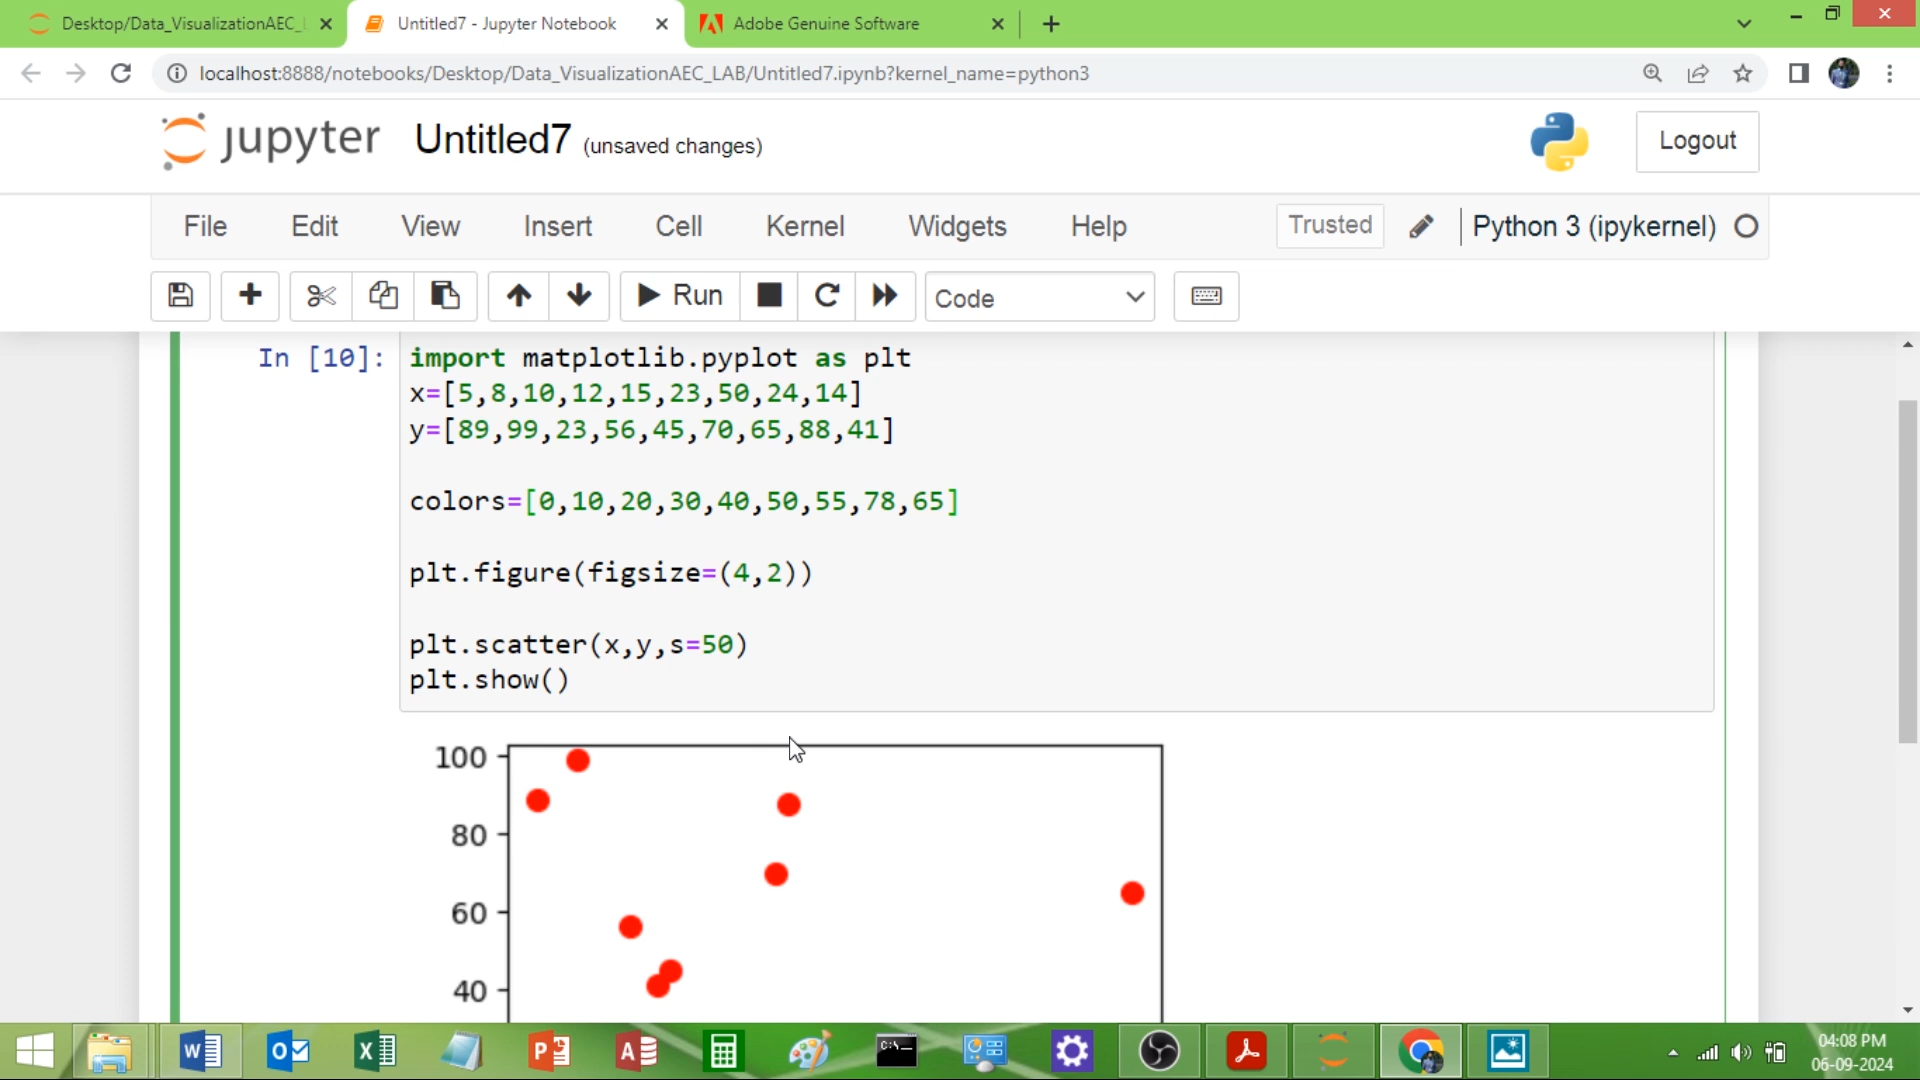 Desktop/Data_VisualizationAEC_L
Untitled7 - Jupyter Notebook
Adobe Genuine Software
localhost:8888/notebooks/Desktop/Data_VisualizationAEC_LAB/Untitled7.ipynb?kernel_name=python3
jupyter Untitled7 (unsaved changes)
Logout
File Edit View Insert Cell Kernel Widgets Help Trusted Python 3 (ipykernel)
Run Code
In [10]: import matplotlib.pyplot as plt
x=[5,8,10,12,15,23,50,24,14]
y=[89,99,23,56,45,70,65,88,41]
colors=[0,10,20,30,40,50,55,78,65]
plt.figure(figsize=(4,2))
plt.scatter(x,y,s=50)
plt.show()
100
80
60
40
04:08 PM
06-09-2024